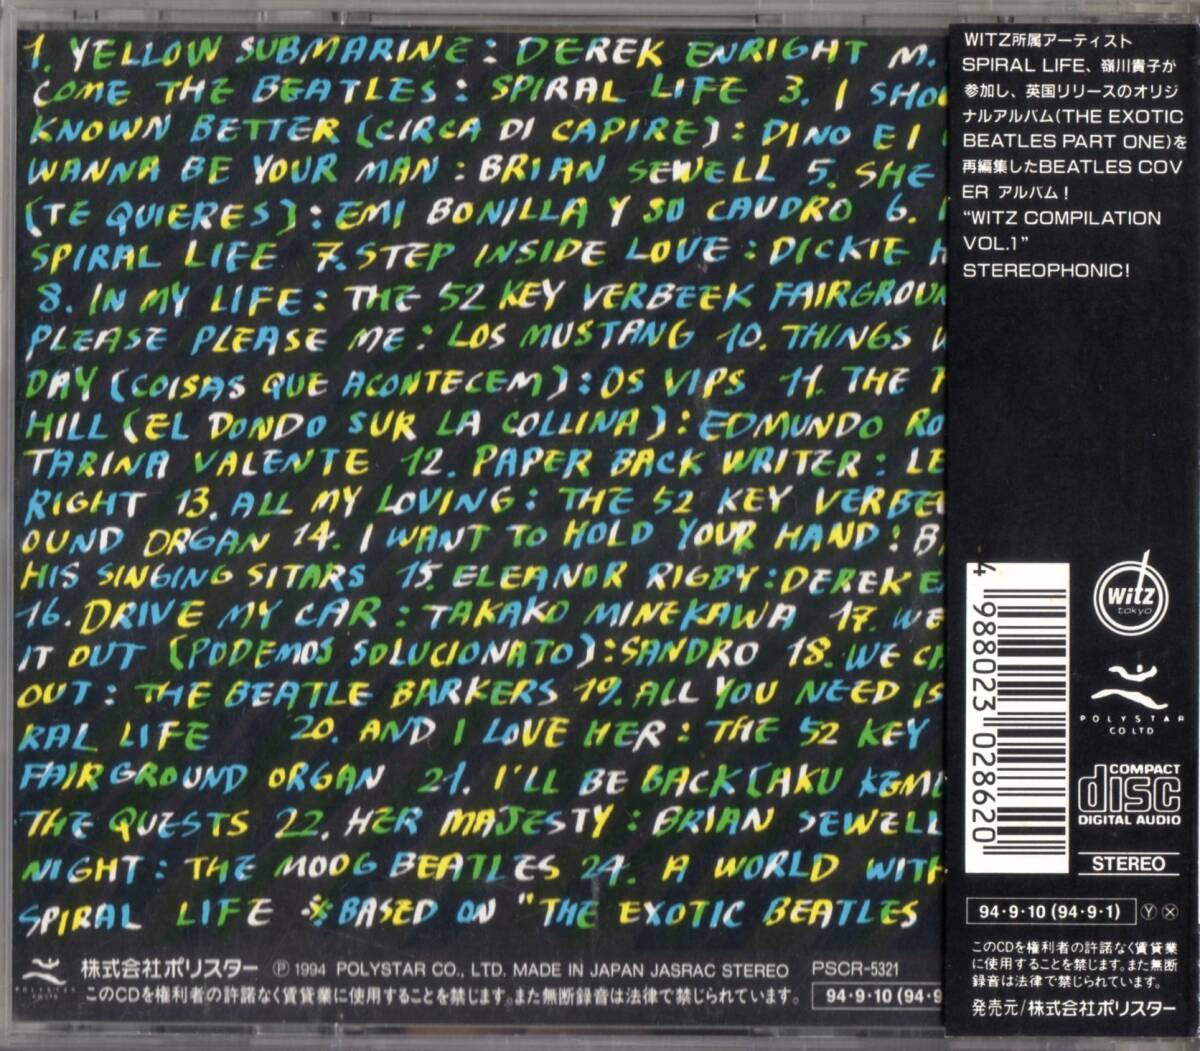 1. YELLOW SUBMARINE : DEREK ENRIGHT M.
COME THE BEATLES : SPIRAL LIFE 3. I SHO
KNOWN BETTER (CIRCA DI CAPIRE) : DINO E I
WANNA BE YOUR MAN : BRIAN SEWELL 5. SHE
(TE QUIERES) : EMI BONILLA Y SO CAUDRO 6.
SPIRAL LIFE 7. STEP INSIDE LOVE : DICKIE
8. IN MY LIFE : THE 52 KEY VERBEEK FAIRGROUN
PLEASE PLEASE ME : LOS MUSTANG 10. THINGS
DAY (COISAS QUE ACONTECEM) : OS VIPS 11. THE
HILL (EL DONDO SUR LA COLLINA) : EDMUNDO RO
TARINA VALENTE 12. PAPER BACK WRITER : LE
RIGHT 13. ALL MY LOVING : THE 52 KEY VERBE
OUND ORGAN 14. I WANT TO HOLD YOUR HAND : B
HIS SINGING SITARS 15. ELEANOR RIGBY : DEREK E
16. DRIVE MY CAR : TAKAKO MINEKAWA 17. WE
IT OUT (PODEMOS SOLUCIONATO) : SANDRO 18. WE CA
OUT : THE BEATLE BARKERS 19. ALL YOU NEED IS
RAL LIFE 20. AND I LOVE HER : THE 52 KEY
FAIRGROUND ORGAN 21. I'LL BE BACK (AKU KEM
THE QUESTS 22. HER MAJESTY : BRIAN SEWELL
NIGHT : THE MOOG BEATLES 24. A WORLD WITH
SPIRAL LIFE ※BASED ON "THE EXOTIC BEATLES
株式会社ポリスター Ⓟ 1994 POLYSTAR CO., LTD. MADE IN JAPAN JASRAC STEREO PSCR-5321
このCDを権利者の許諾なく賃貸業に使用することを禁じます。また無断録音は法律で禁じられています。 94・9・10 (94・9
WITZ所属アーティスト
SPIRAL LIFE、嶺川貴子が
参加し、英国リリースのオリジ
ナルアルバム(THE EXOTIC
BEATLES PART ONE)を
再編集したBEATLES COV
ER アルバム!
"WITZ COMPILATION
VOL.1"
STEREOPHONIC!
witz
tokyo
4 988023 028620
POLYSTAR
CO LTD
COMPACT
disc
DIGITAL AUDIO
STEREO
94・9・10 (94・9・1) Ⓨ Ⓧ
このCDを権利者の許諾なく賃貸業
に使用することを禁じます。また無断
録音は法律で禁じられています。
発売元/株式会社ポリスター